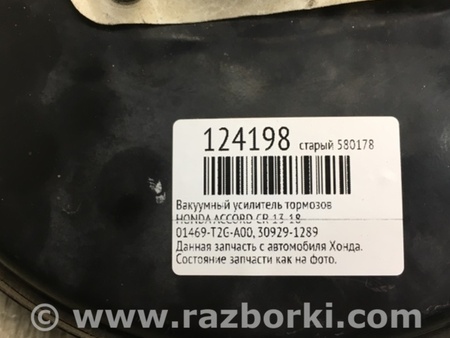 124198 старый 580178
Вакуумный усилитель тормозов
HONDA ACCORD CR 13-18
01469-T2G-A00, 30929-1289
Данная запчасть с автомобиля Хонда.
Состояние запчасти как на фото.
www.razborki.com